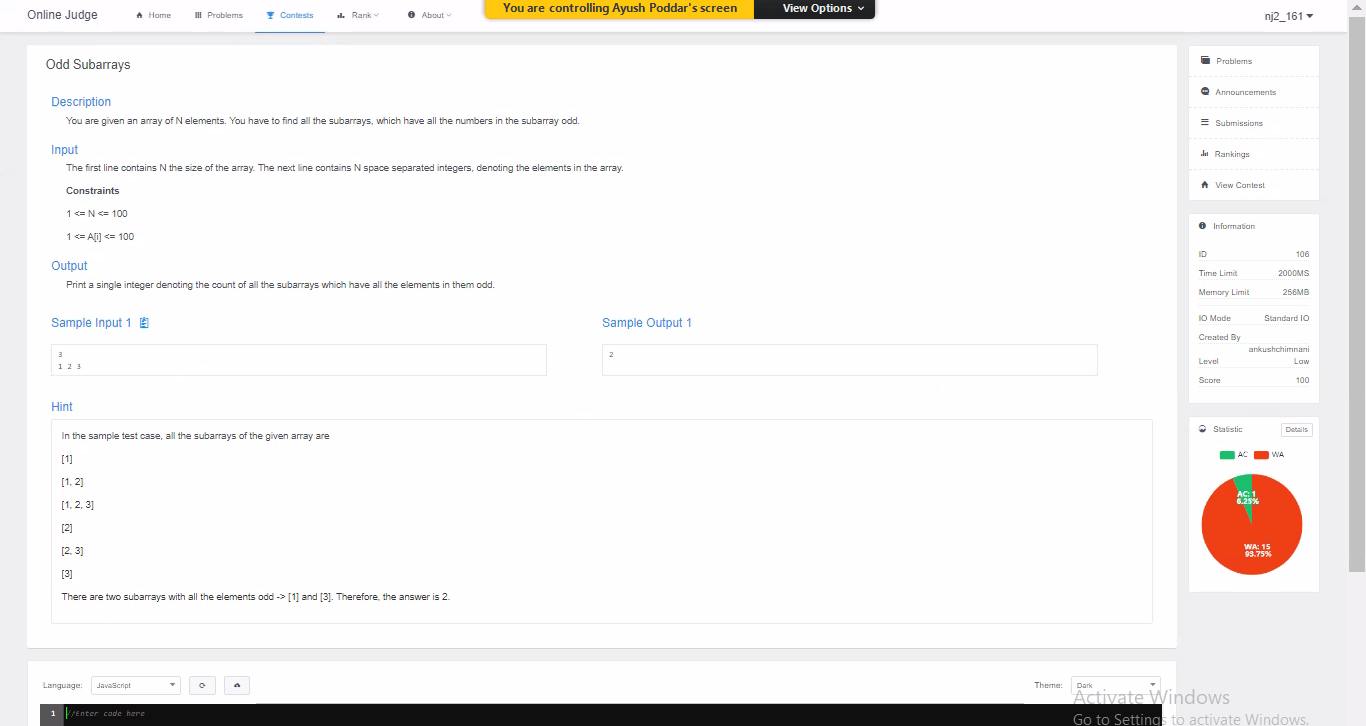 Online Judge
Home
Problems
Contests
Rank
About
You are controlling Ayush Poddar's screen
View Options
nj2_161
Odd Subarrays
Description
You are given an array of N elements. You have to find all the subarrays, which have all the numbers in the subarray odd.
Input
The first line contains N the size of the array. The next line contains N space separated integers, denoting the elements in the array.
Constraints
1 <= N <= 100
1 <= A[i] <= 100
Output
Print a single integer denoting the count of all the subarrays which have all the elements in them odd.
Sample Input 1
3
1 2 3
Sample Output 1
2
Hint
In the sample test case, all the subarrays of the given array are
[1]
[1, 2]
[1, 2, 3]
[2]
[2, 3]
[3]
There are two subarrays with all the elements odd -> [1] and [3]. Therefore, the answer is 2.
Language:
JavaScript
Theme:
Dark
1
//Enter code here
Problems
Announcements
Submissions
Rankings
View Contest
Information
ID 106
Time Limit 2000MS
Memory Limit 256MB
IO Mode Standard IO
Created By
ankushchimnani
Level Low
Score 100
Statistic
Details
AC WA
AC: 1
6.25%
WA: 15
93.75%
Activate Windows
Go to Settings to activate Windows.